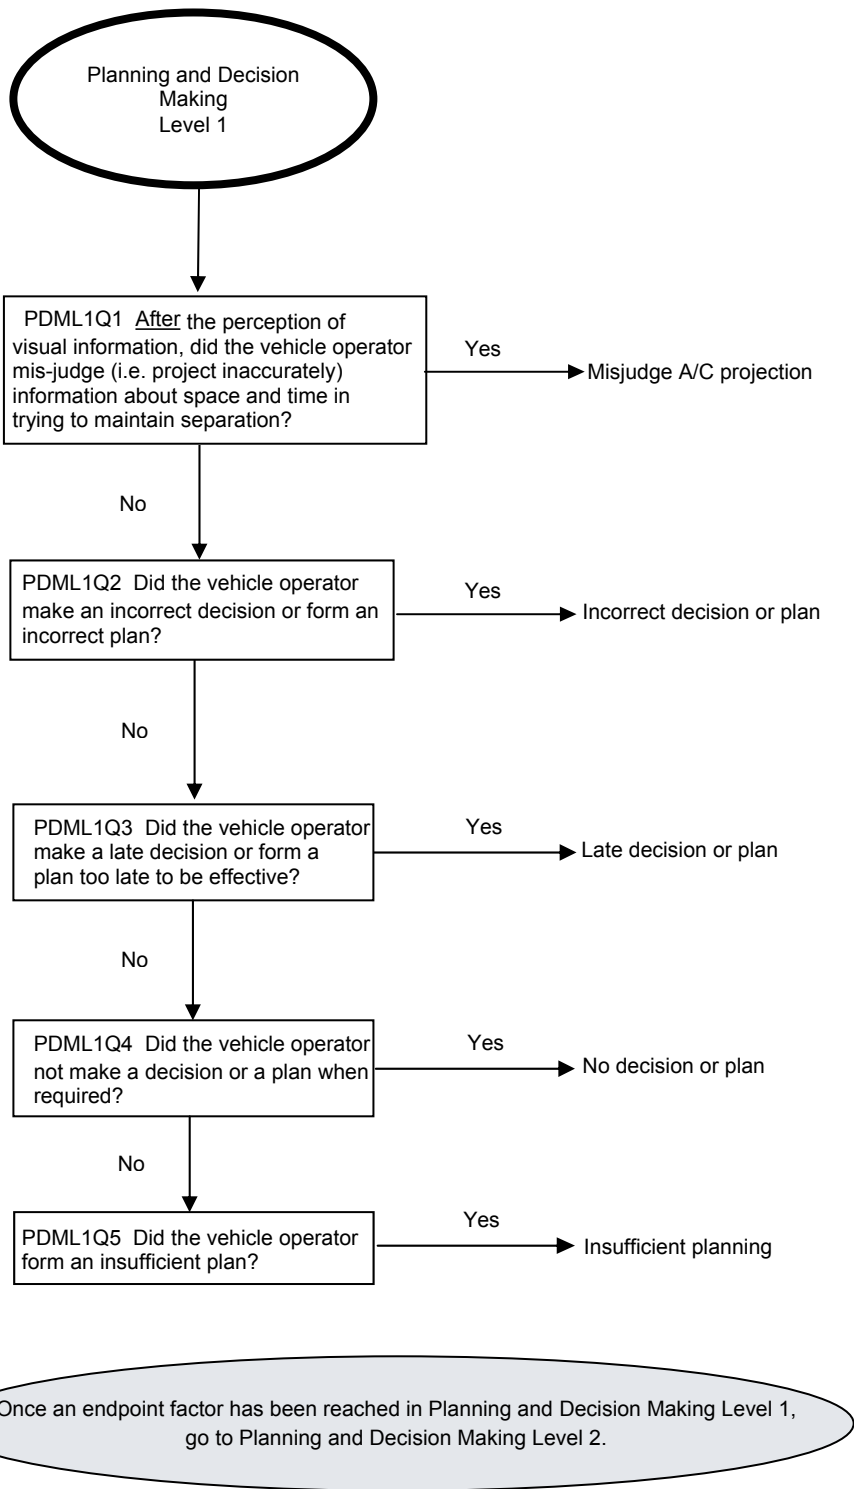 Planning and Decision
Making
Level 1
PDML1Q1 After the perception of
visual information, did the vehicle operator
mis-judge (i.e. project inaccurately)
information about space and time in
trying to maintain separation?
Yes
Misjudge A/C projection
No
PDML1Q2 Did the vehicle operator
make an incorrect decision or form an
incorrect plan?
Yes
Incorrect decision or plan
No
PDML1Q3 Did the vehicle operator
make a late decision or form a
plan too late to be effective?
Yes
Late decision or plan
No
PDML1Q4 Did the vehicle operator
not make a decision or a plan when
required?
Yes
No decision or plan
No
PDML1Q5 Did the vehicle operator
form an insufficient plan?
Yes
Insufficient planning
Once an endpoint factor has been reached in Planning and Decision Making Level 1,
go to Planning and Decision Making Level 2.